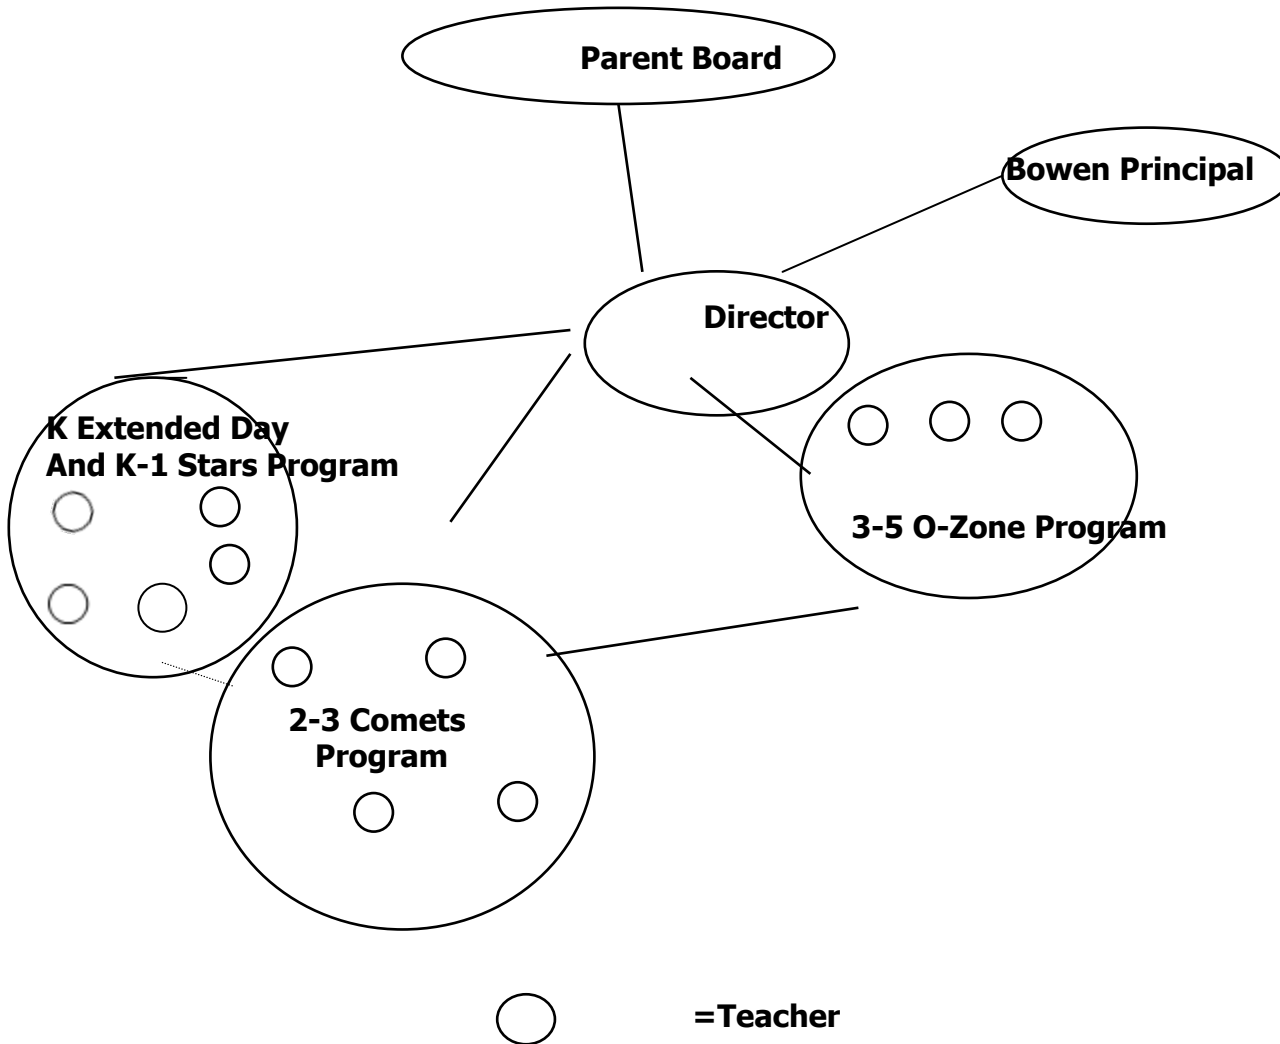 Parent Board
Bowen Principal
Director
K Extended Day
And K-1 Stars Program
3-5 O-Zone Program
2-3 Comets
Program
=Teacher